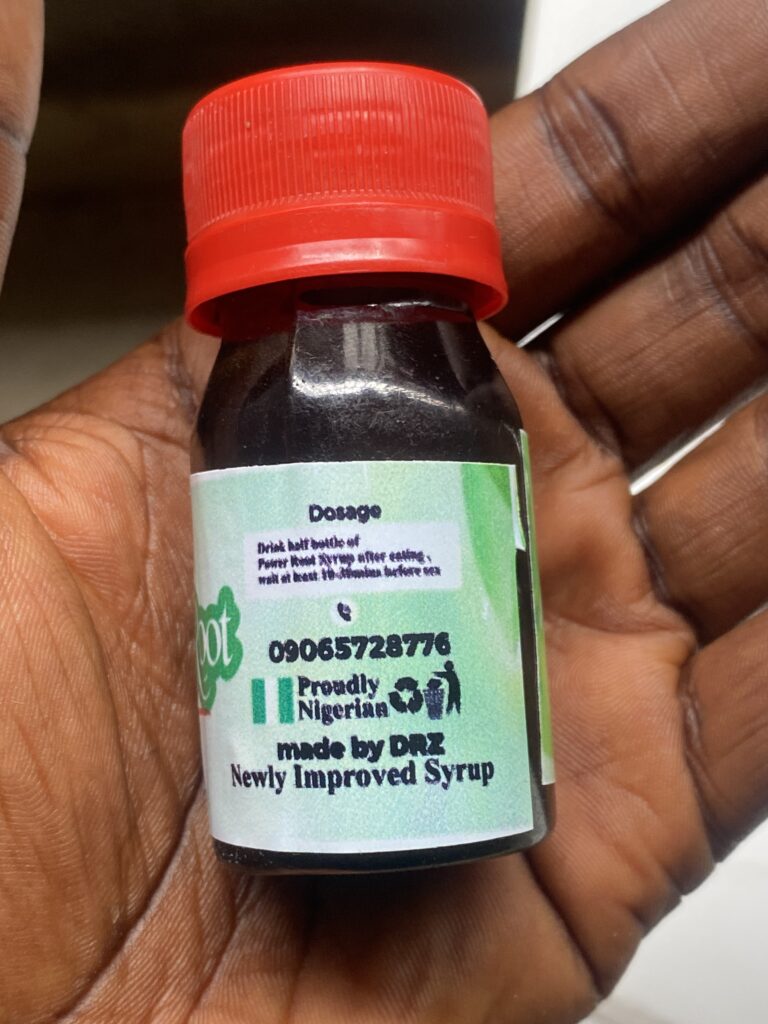 Dosage
Drink half bottle of
Power Root Syrup after eating,
wait at least 10-30mins before sex
oot
09065728776
Proudly
Nigerian
made by DRZ
Newly Improved Syrup